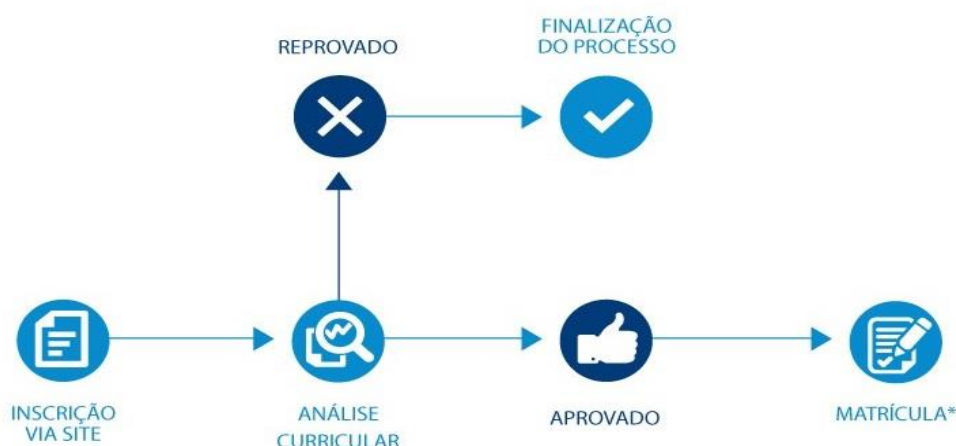 REPROVADO
FINALIZAÇÃO
DO PROCESSO
INSCRIÇÃO
VIA SITE
ANÁLISE
CURRICULAR
APROVADO
MATRÍCULA*